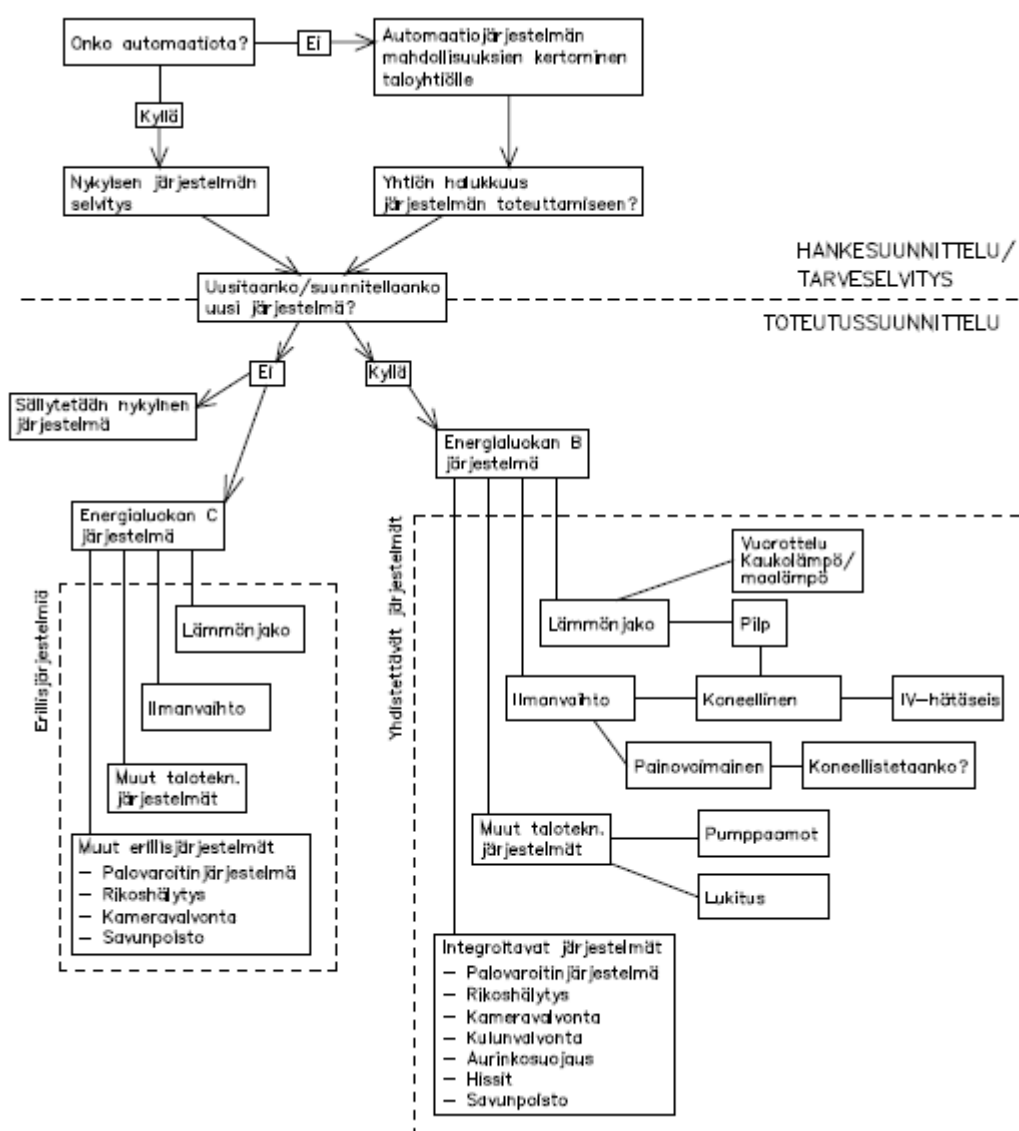 Onko automaatiota?
Ei
Automaatiojärjestelmän
mahdollisuuksien kertominen
taloyhtiölle
Kyllä
Nykyisen järjestelmän
selvitys
Yhtiön halukkuus
järjestelmän toteuttamiseen?
HANKESUUNNITTELU/
TARVESELVITYS
Uusitaanko/suunnitellaanko
uusi järjestelmä?
TOTEUTUSSUUNNITTELU
Ei
Kyllä
Säilytetään nykyinen
järjestelmä
Energialuokan B
järjestelmä
Energialuokan C
järjestelmä
Erillisjärjestelmiä
Lämmönjako
Ilmanvaihto
Muut talotekn.
järjestelmät
Muut erillisjärjestelmät
– Palovaroitinjärjestelmä
– Rikoshälytys
– Kameravalvonta
– Savunpoisto
Yhdistettävät järjestelmät
Vuorottelu
Kaukolämpö/
maalämpö
Lämmönjako
Pilp
Ilmanvaihto
Koneellinen
IV–hätäseis
Painovoimainen
Koneellistetaanko?
Muut talotekn.
järjestelmät
Pumppaamot
Lukitus
Integroitavat järjestelmät
– Palovaroitinjärjestelmä
– Rikoshälytys
– Kameravalvonta
– Kulunvalvonta
– Aurinkosuojaus
– Hissit
– Savunpoisto